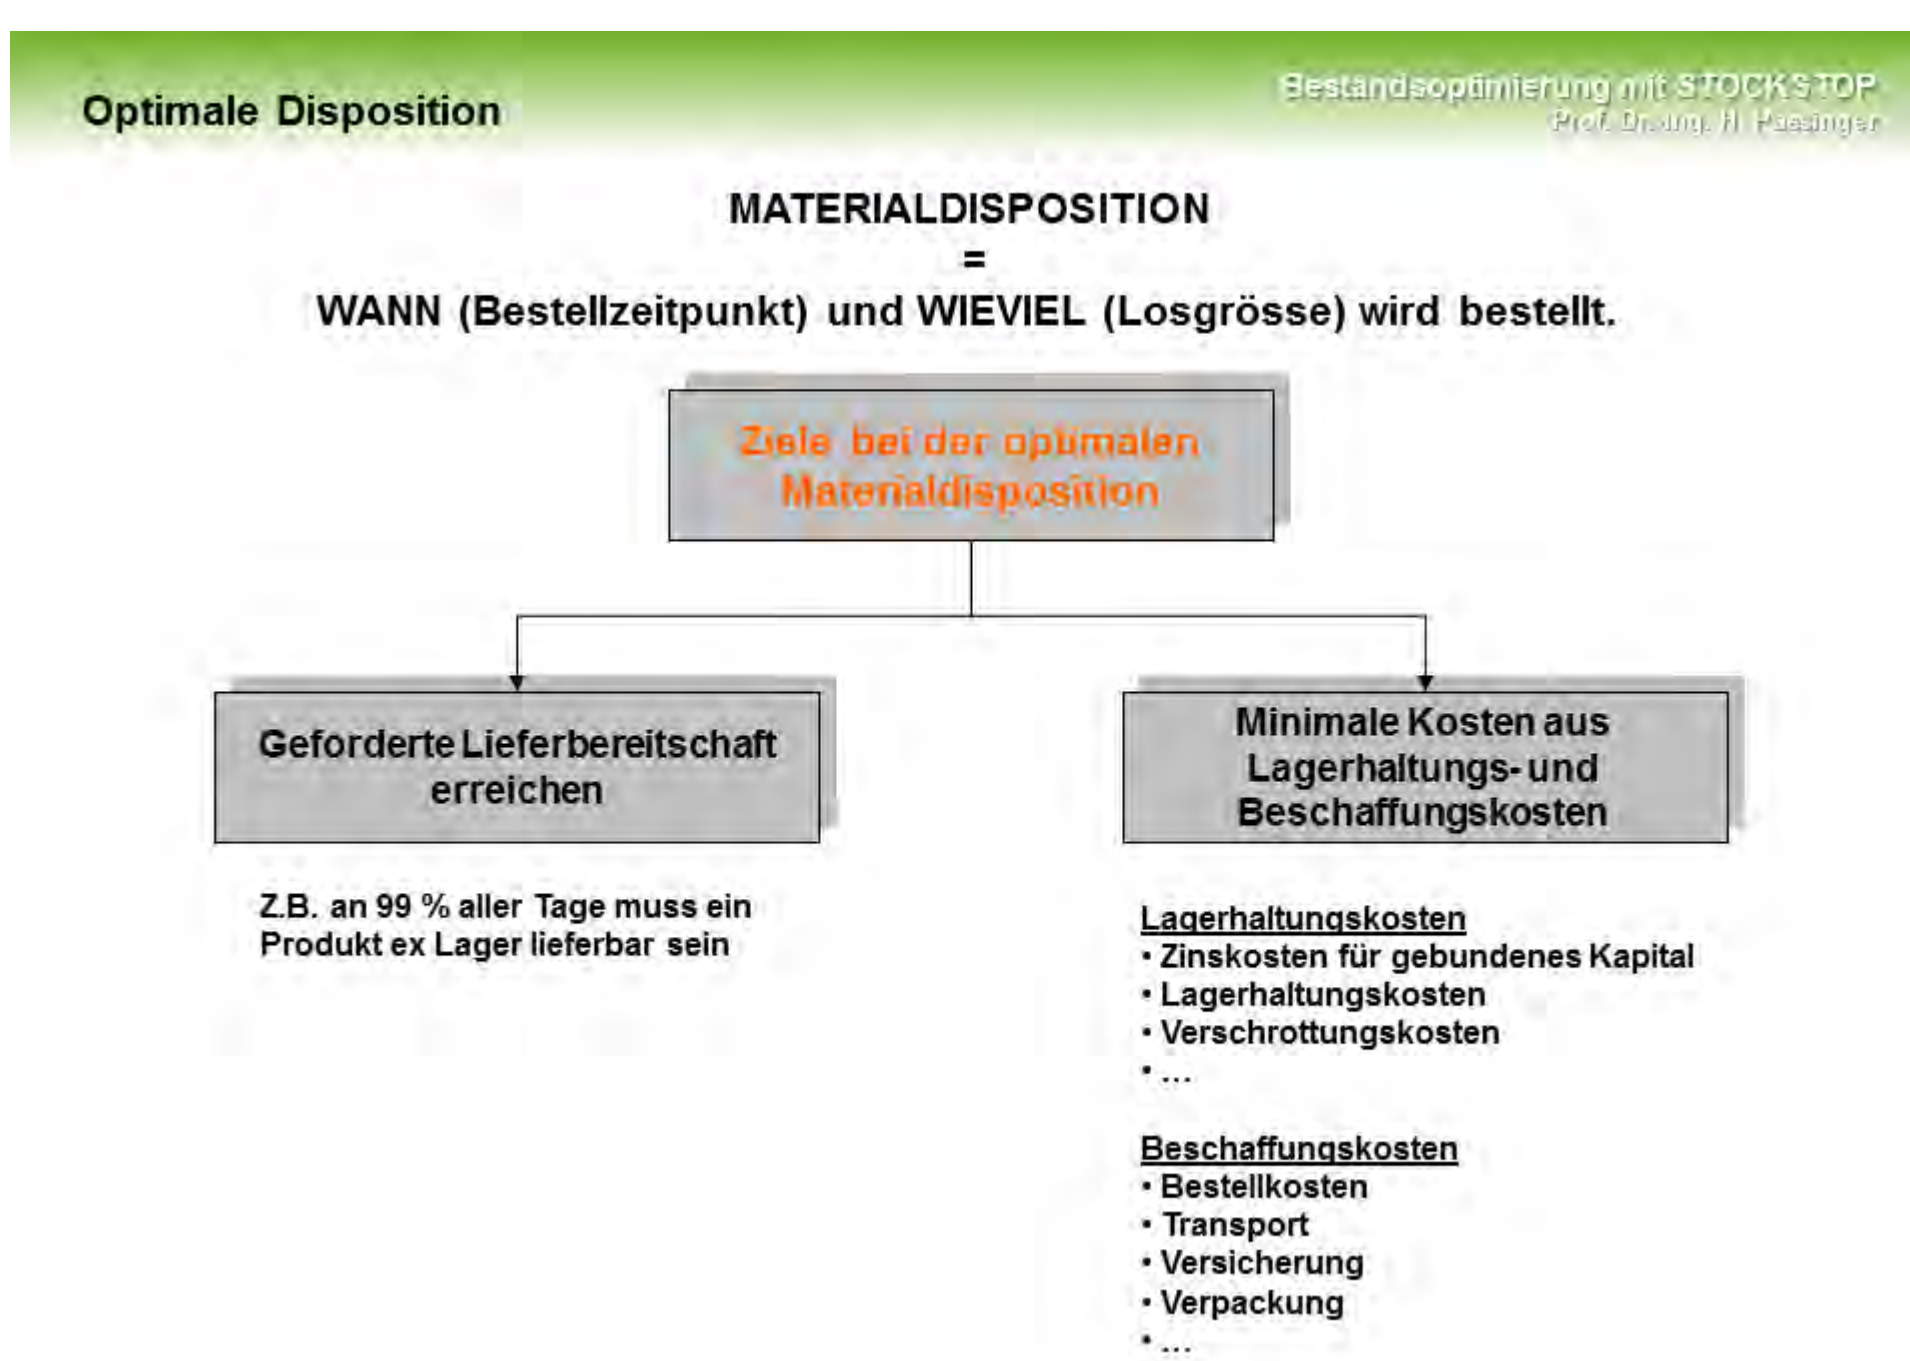 Optimale Disposition
Bestandsoptimierung mit STOCKSTOP
Prof. Dr.-Ing. H.
MATERIALDISPOSITION
=
WANN (Bestellzeitpunkt) und WIEVIEL (Losgrösse) wird bestellt.
Ziele bei der optimalen
Materialdisposition
Geforderte Lieferbereitschaft
erreichen
Z.B. an 99 % aller Tage muss ein
Produkt ex Lager lieferbar sein
Minimale Kosten aus
Lagerhaltungs- und
Beschaffungskosten
Lagerhaltungskosten
• Zinskosten für gebundenes Kapital
• Lagerhaltungskosten
• Verschrottungskosten
• ...
Beschaffungskosten
• Bestellkosten
• Transport
• Versicherung
• Verpackung
• ...